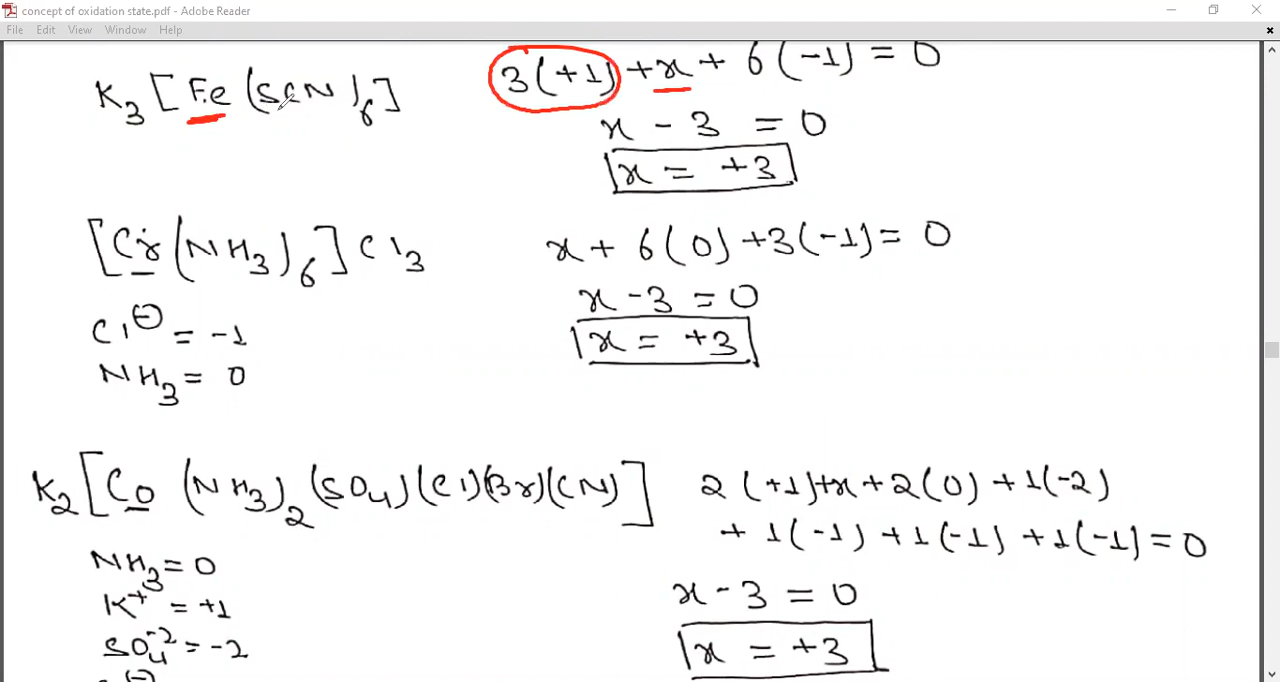 concept of oxidation state.pdf - Adobe Reader
File Edit View Window Help
K3 [Fe (SCN)6] 3(+1) + x + 6(-1) = 0
x - 3 = 0
x = +3
[Cr(NH3)6]Cl3 x + 6(0) + 3(-1) = 0
x - 3 = 0
Cl⊖ = -1
x = +3
NH3 = 0
K2[Co (NH3)2(SO4)(Cl)(Br)(CN)] 2(+1)+x+2(0)+1(-2)
+ 1(-1) + 1(-1) + 1(-1) = 0
NH3 = 0
x - 3 = 0
K+ = +1
SO4-2 = -2
x = +3